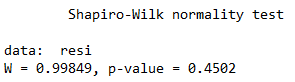 Shapiro-Wilk normality test
data:  resi
W = 0.99849, p-value = 0.4502